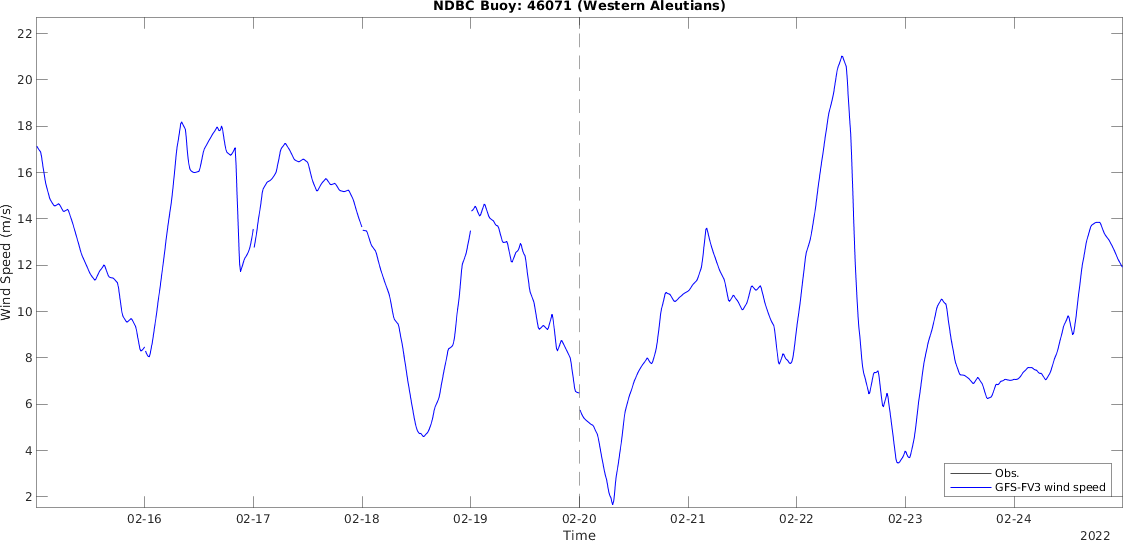 NDBC Buoy: 46071 (Western Aleutians)
22
20
18
16
14
12
10
8
6
4
2
Wind Speed (m/s)
Obs.
GFS-FV3 wind speed
02-16 02-17 02-18 02-19 02-20 02-21 02-22 02-23 02-24
Time
2022